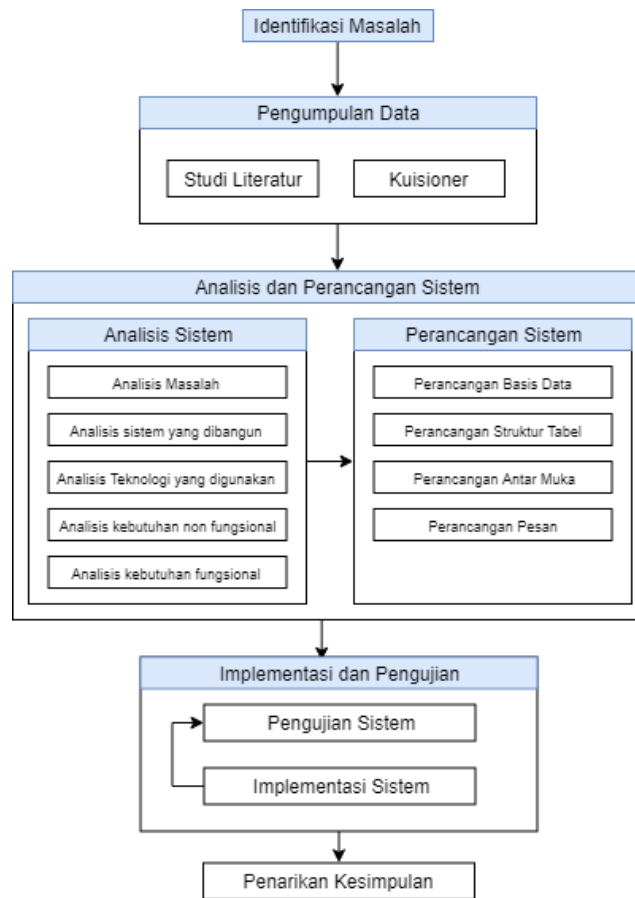 Identifikasi Masalah
Pengumpulan Data
Studi Literatur
Kuisioner
Analisis dan Perancangan Sistem
Analisis Sistem
Analisis Masalah
Analisis sistem yang dibangun
Analisis Teknologi yang digunakan
Analisis kebutuhan non fungsional
Analisis kebutuhan fungsional
Perancangan Sistem
Perancangan Basis Data
Perancangan Struktur Tabel
Perancangan Antar Muka
Perancangan Pesan
Implementasi dan Pengujian
Pengujian Sistem
Implementasi Sistem
Penarikan Kesimpulan